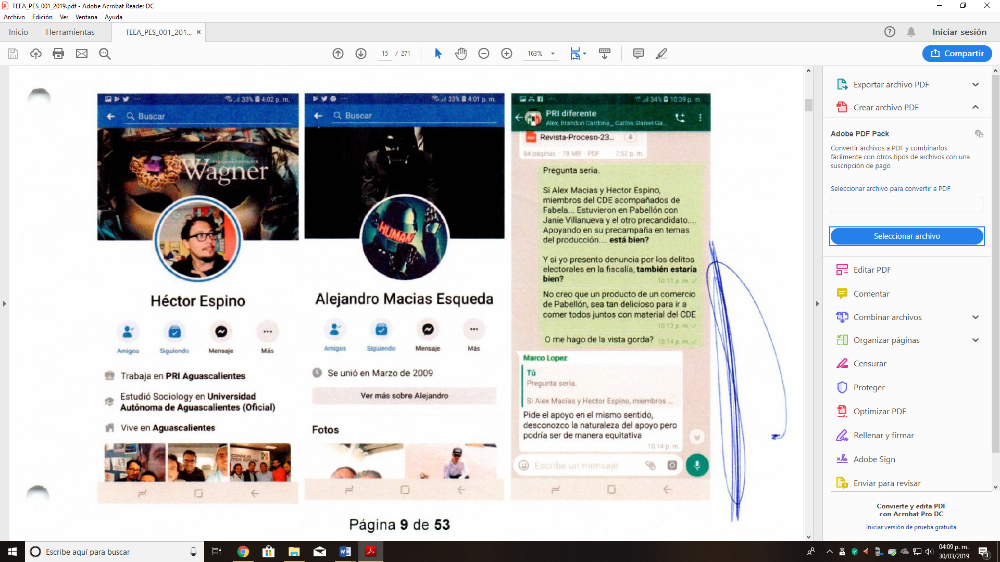 TEEA_PES_001_2019.pdf - Adobe Acrobat Reader DC
Archivo Edición Ver Ventana Ayuda
Inicio Herramientas TEEA_PES_001_201... × Iniciar sesión
15 / 271 163% Compartir
33% 4:02 p. m.
Buscar
Wagner
Héctor Espino
Amigos Siguiendo Mensaje Más
Trabaja en PRI Aguascalientes
Estudió Sociology en Universidad
Autónoma de Aguascalientes (Oficial)
Vive en Aguascalientes
33% 4:01 p. m.
Buscar
HUMAN
Alejandro Macias Esqueda
Amigos Siguiendo Mensaje Más
Se unió en Marzo de 2009
Ver más sobre Alejandro
Fotos
34% 10:39 p. m.
PRI diferente
Alex, Brandon Cardona_, Carlos, Daniel Ga...
PDF Revista-Proceso-23...
84 páginas · 78 MB · PDF 7:52 p. m.
Pregunta seria.
Si Alex Macias y Hector Espino,
miembros del CDE acompañados de
Fabela... Estuvieron en Pabellón con
Janie Villanueva y el otro precandidato....
Apoyando en su precampaña en temas
del producción.... está bien?
Y si yo presento denuncia por los delitos
electorales en la fiscalía, también estaría
bien?
10:11 p. m.
No creo que un producto de un comercio
de Pabellón, sea tan delicioso para ir a
comer todos juntos con material del CDE
10:13 p. m.
O me hago de la vista gorda? 10:14 p. m.
Marco Lopez
Tú
Pregunta seria.
Si Alex Macias y Hector Espino, miembros ...
Pide el apoyo en el mismo sentido,
desconozco la naturaleza del apoyo pero
podría ser de manera equitativa
10:14 p. m.
Escribe un mensaje
Página 9 de 53
Exportar archivo PDF
Crear archivo PDF
Adobe PDF Pack
Convertir archivos a PDF y combinarlos
fácilmente con otros tipos de archivos con una
suscripción de pago
Seleccionar archivo para convertir a PDF
Seleccionar archivo
Editar PDF
Comentar
Combinar archivos
Organizar páginas
Censurar
Proteger
Optimizar PDF
Rellenar y firmar
Adobe Sign
Enviar para revisar
Convierte y edita PDF
con Acrobat Pro DC
Iniciar versión de prueba gratuita
Escribe aquí para buscar
04:09 p. m.
30/03/2019
3